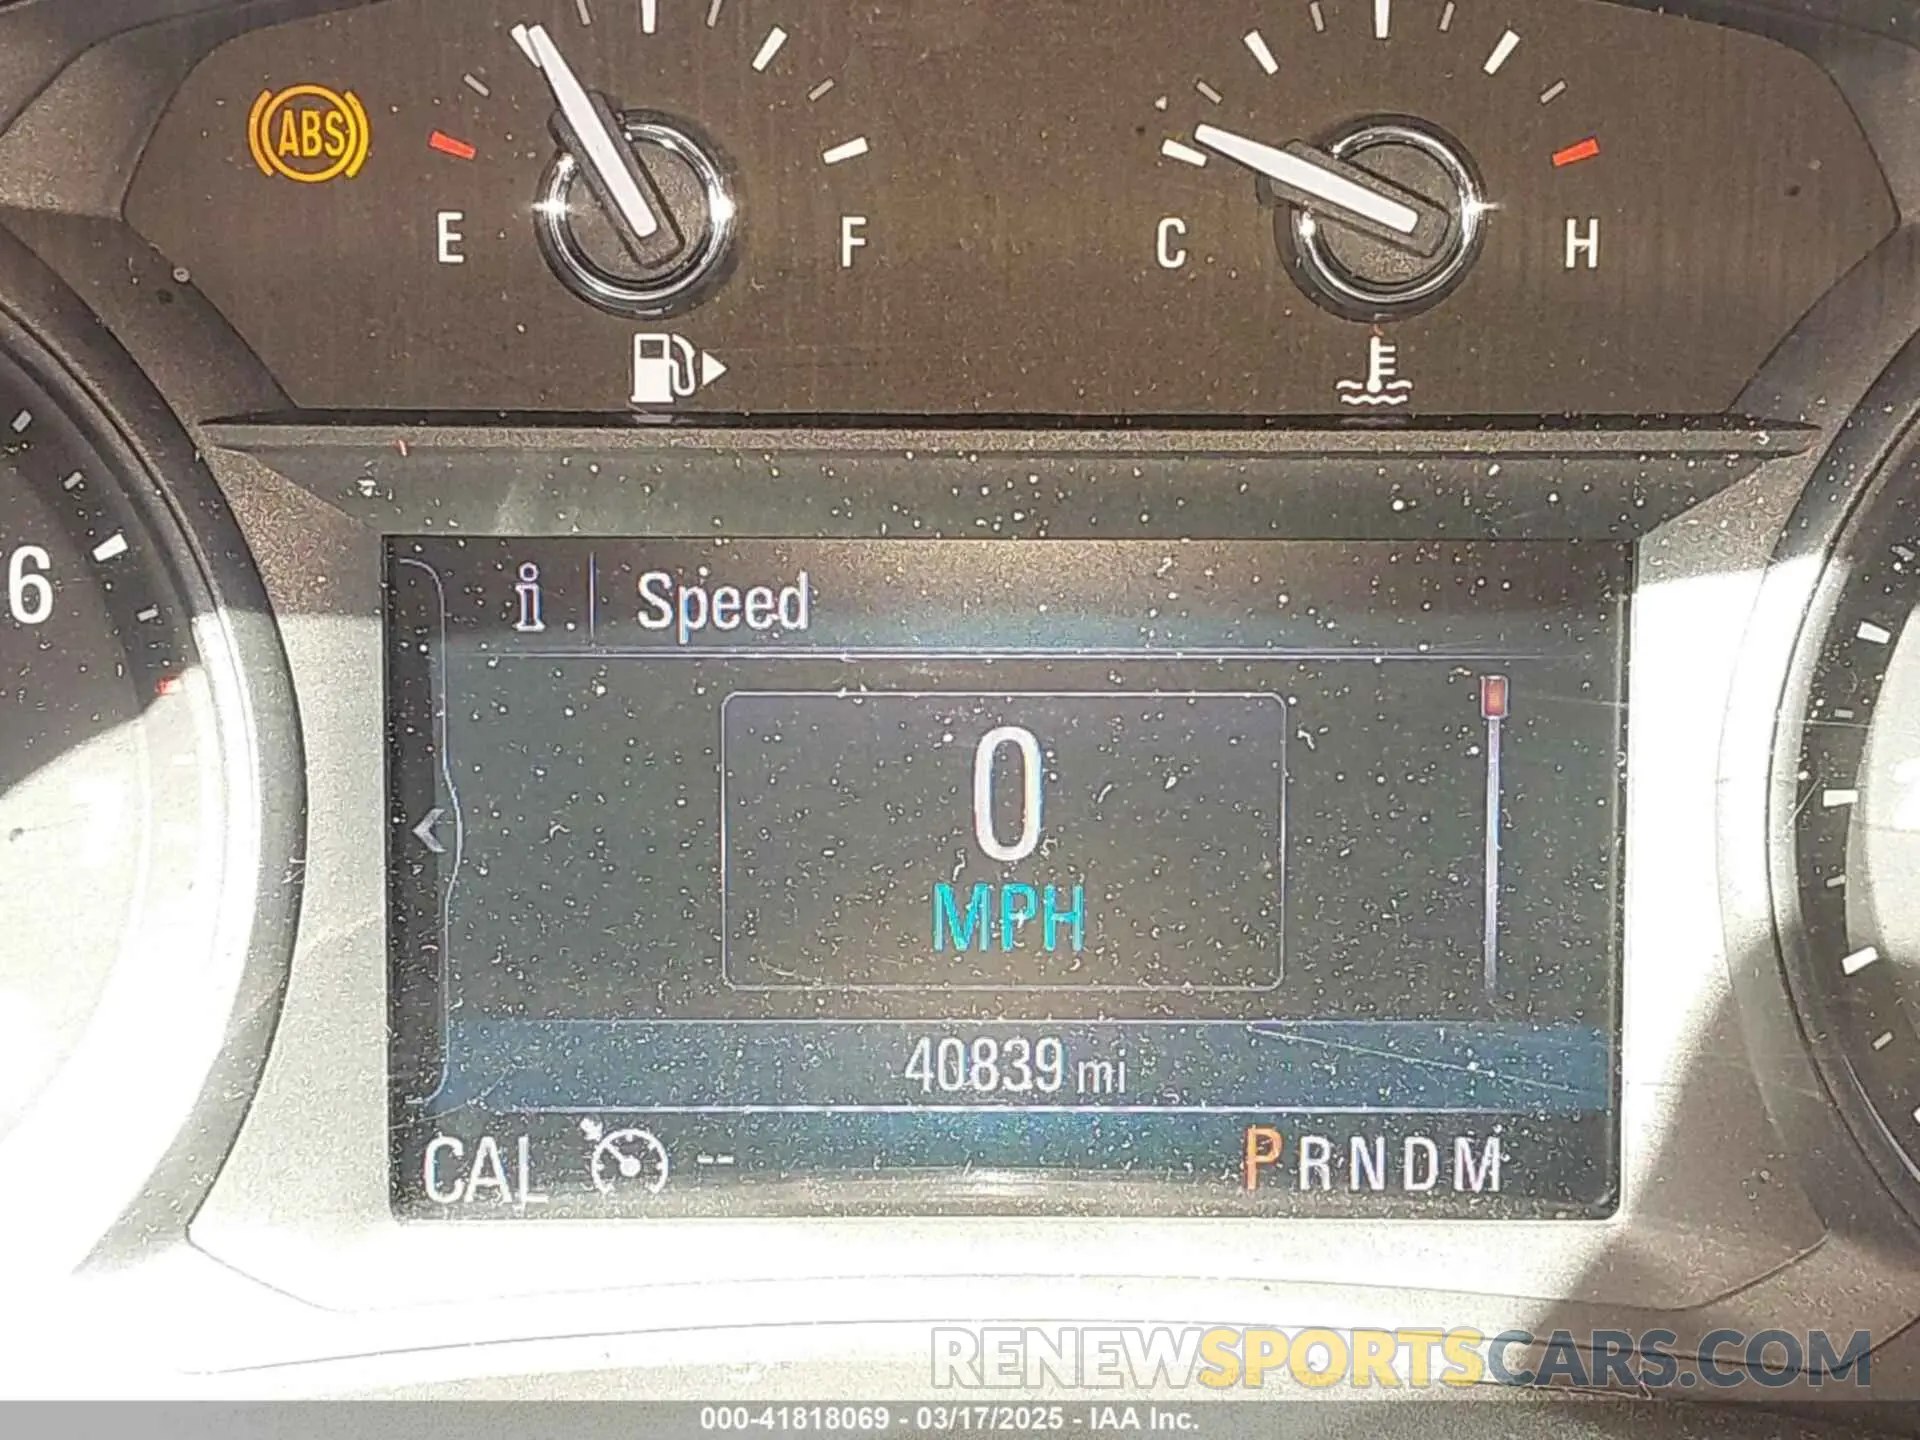 ABS
E F C H
6
i Speed
0
MPH
40839 mi
CAL -- PRNDM
RENEWSPORTSCARS.COM
000-41818069 - 03/17/2025 - IAA Inc.